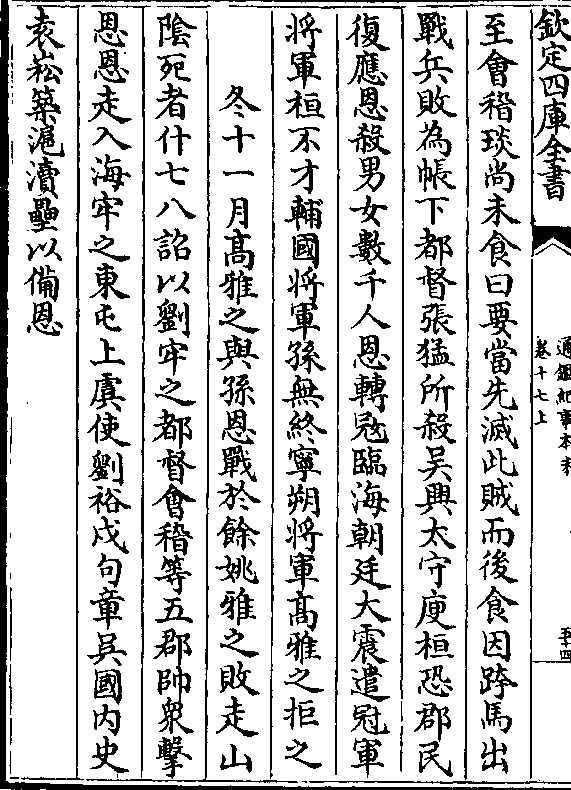 欽定四庫全書
通鑑紀事本末
卷十七上
至會稽琰尚未食曰要當先滅此賊而後食因跨馬出
戰兵敗為帳下都督張猛所殺吳興太守庾桓恐郡民
復應恩殺男女數千人恩轉冦臨海朝廷大震遣冠軍
將軍桓不才輔國將軍孫無終寧朔將軍高雅之拒之
冬十一月高雅之與孫恩戰於餘姚雅之敗走山
陰死者什七八詔以劉牢之都督會稽等五郡帥衆擊
恩恩走入海牢之東屯上虞使劉裕戍句章吳國内史
袁崧築滬瀆壘以備恩